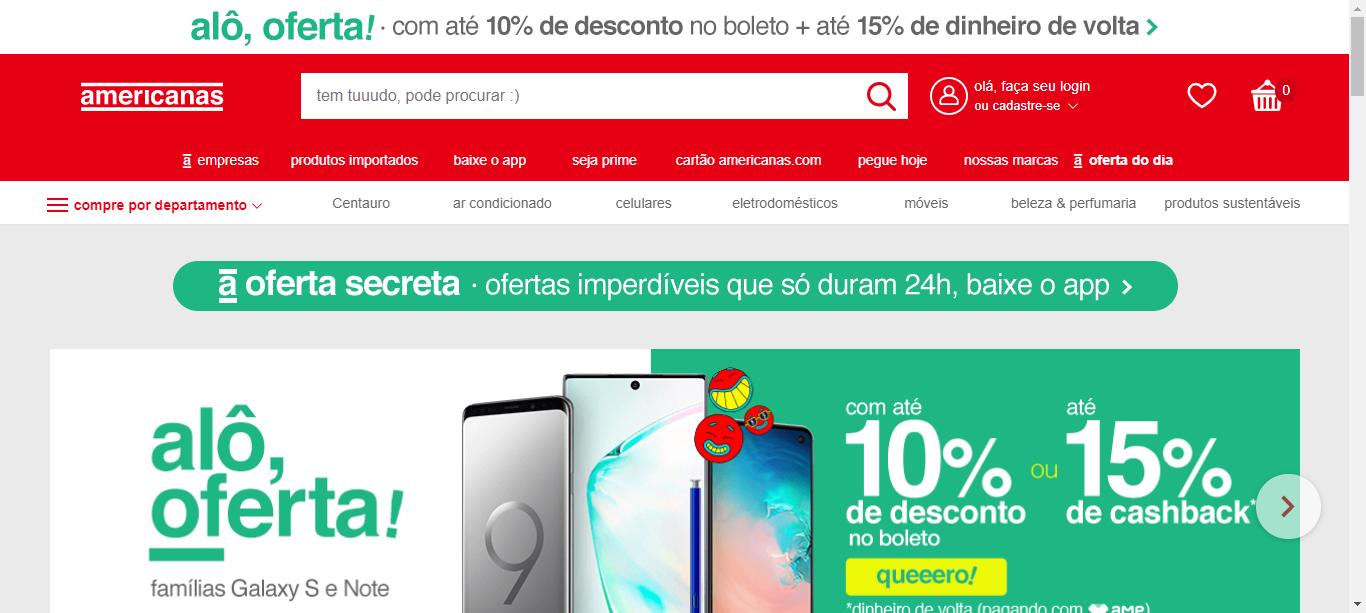 alô, oferta! · com até 10% de desconto no boleto + até 15% de dinheiro de volta >
americanas
tem tuuudo, pode procurar :)
olá, faça seu login
ou cadastre-se
0
a empresas produtos importados baixe o app seja prime cartão americanas.com pegue hoje nossas marcas a oferta do dia
compre por departamento Centauro ar condicionado celulares eletrodomésticos móveis beleza & perfumaria produtos sustentáveis
a oferta secreta · ofertas imperdíveis que só duram 24h, baixe o app >
alô,
oferta!
famílias Galaxy S e Note
9
com até
10%
de desconto
no boleto
ou
até
15%
de cashback*
queeero!
*dinheiro de volta (pagando com ame)